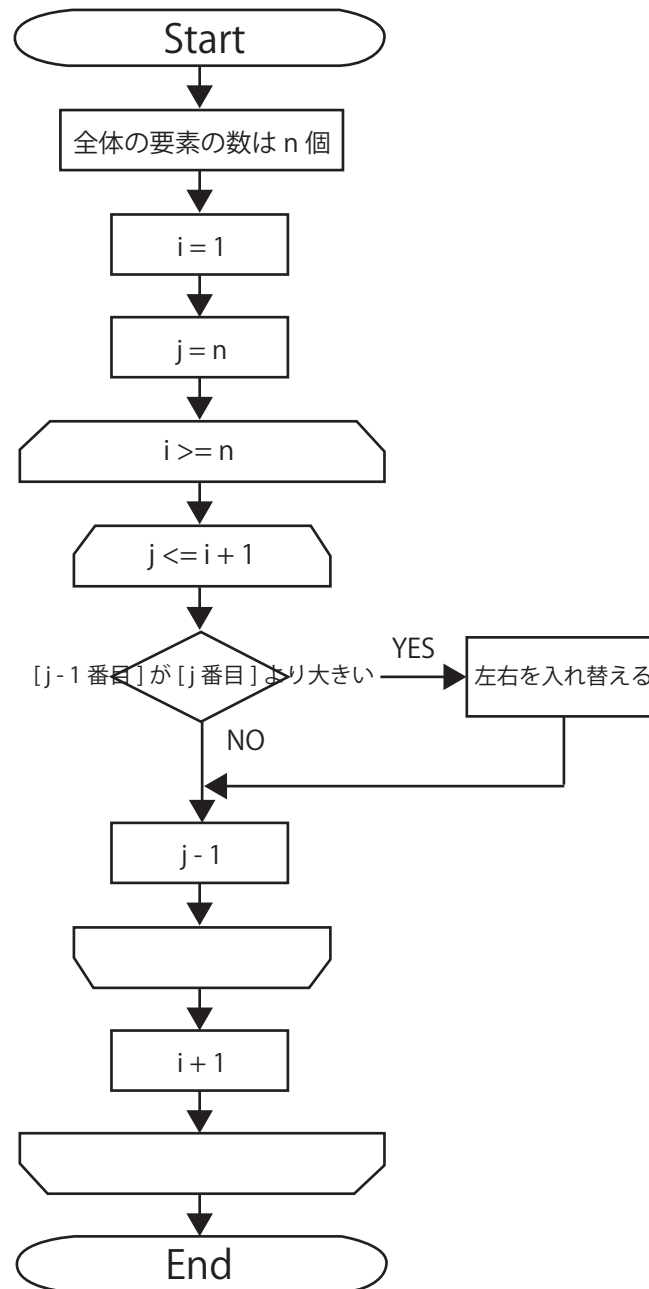 Start
全体の要素の数は n 個
i = 1
j = n
i >= n
j <= i + 1
[ j - 1 番目 ] が [ j 番目 ] より大きい
YES
左右を入れ替える
NO
j - 1
i + 1
End